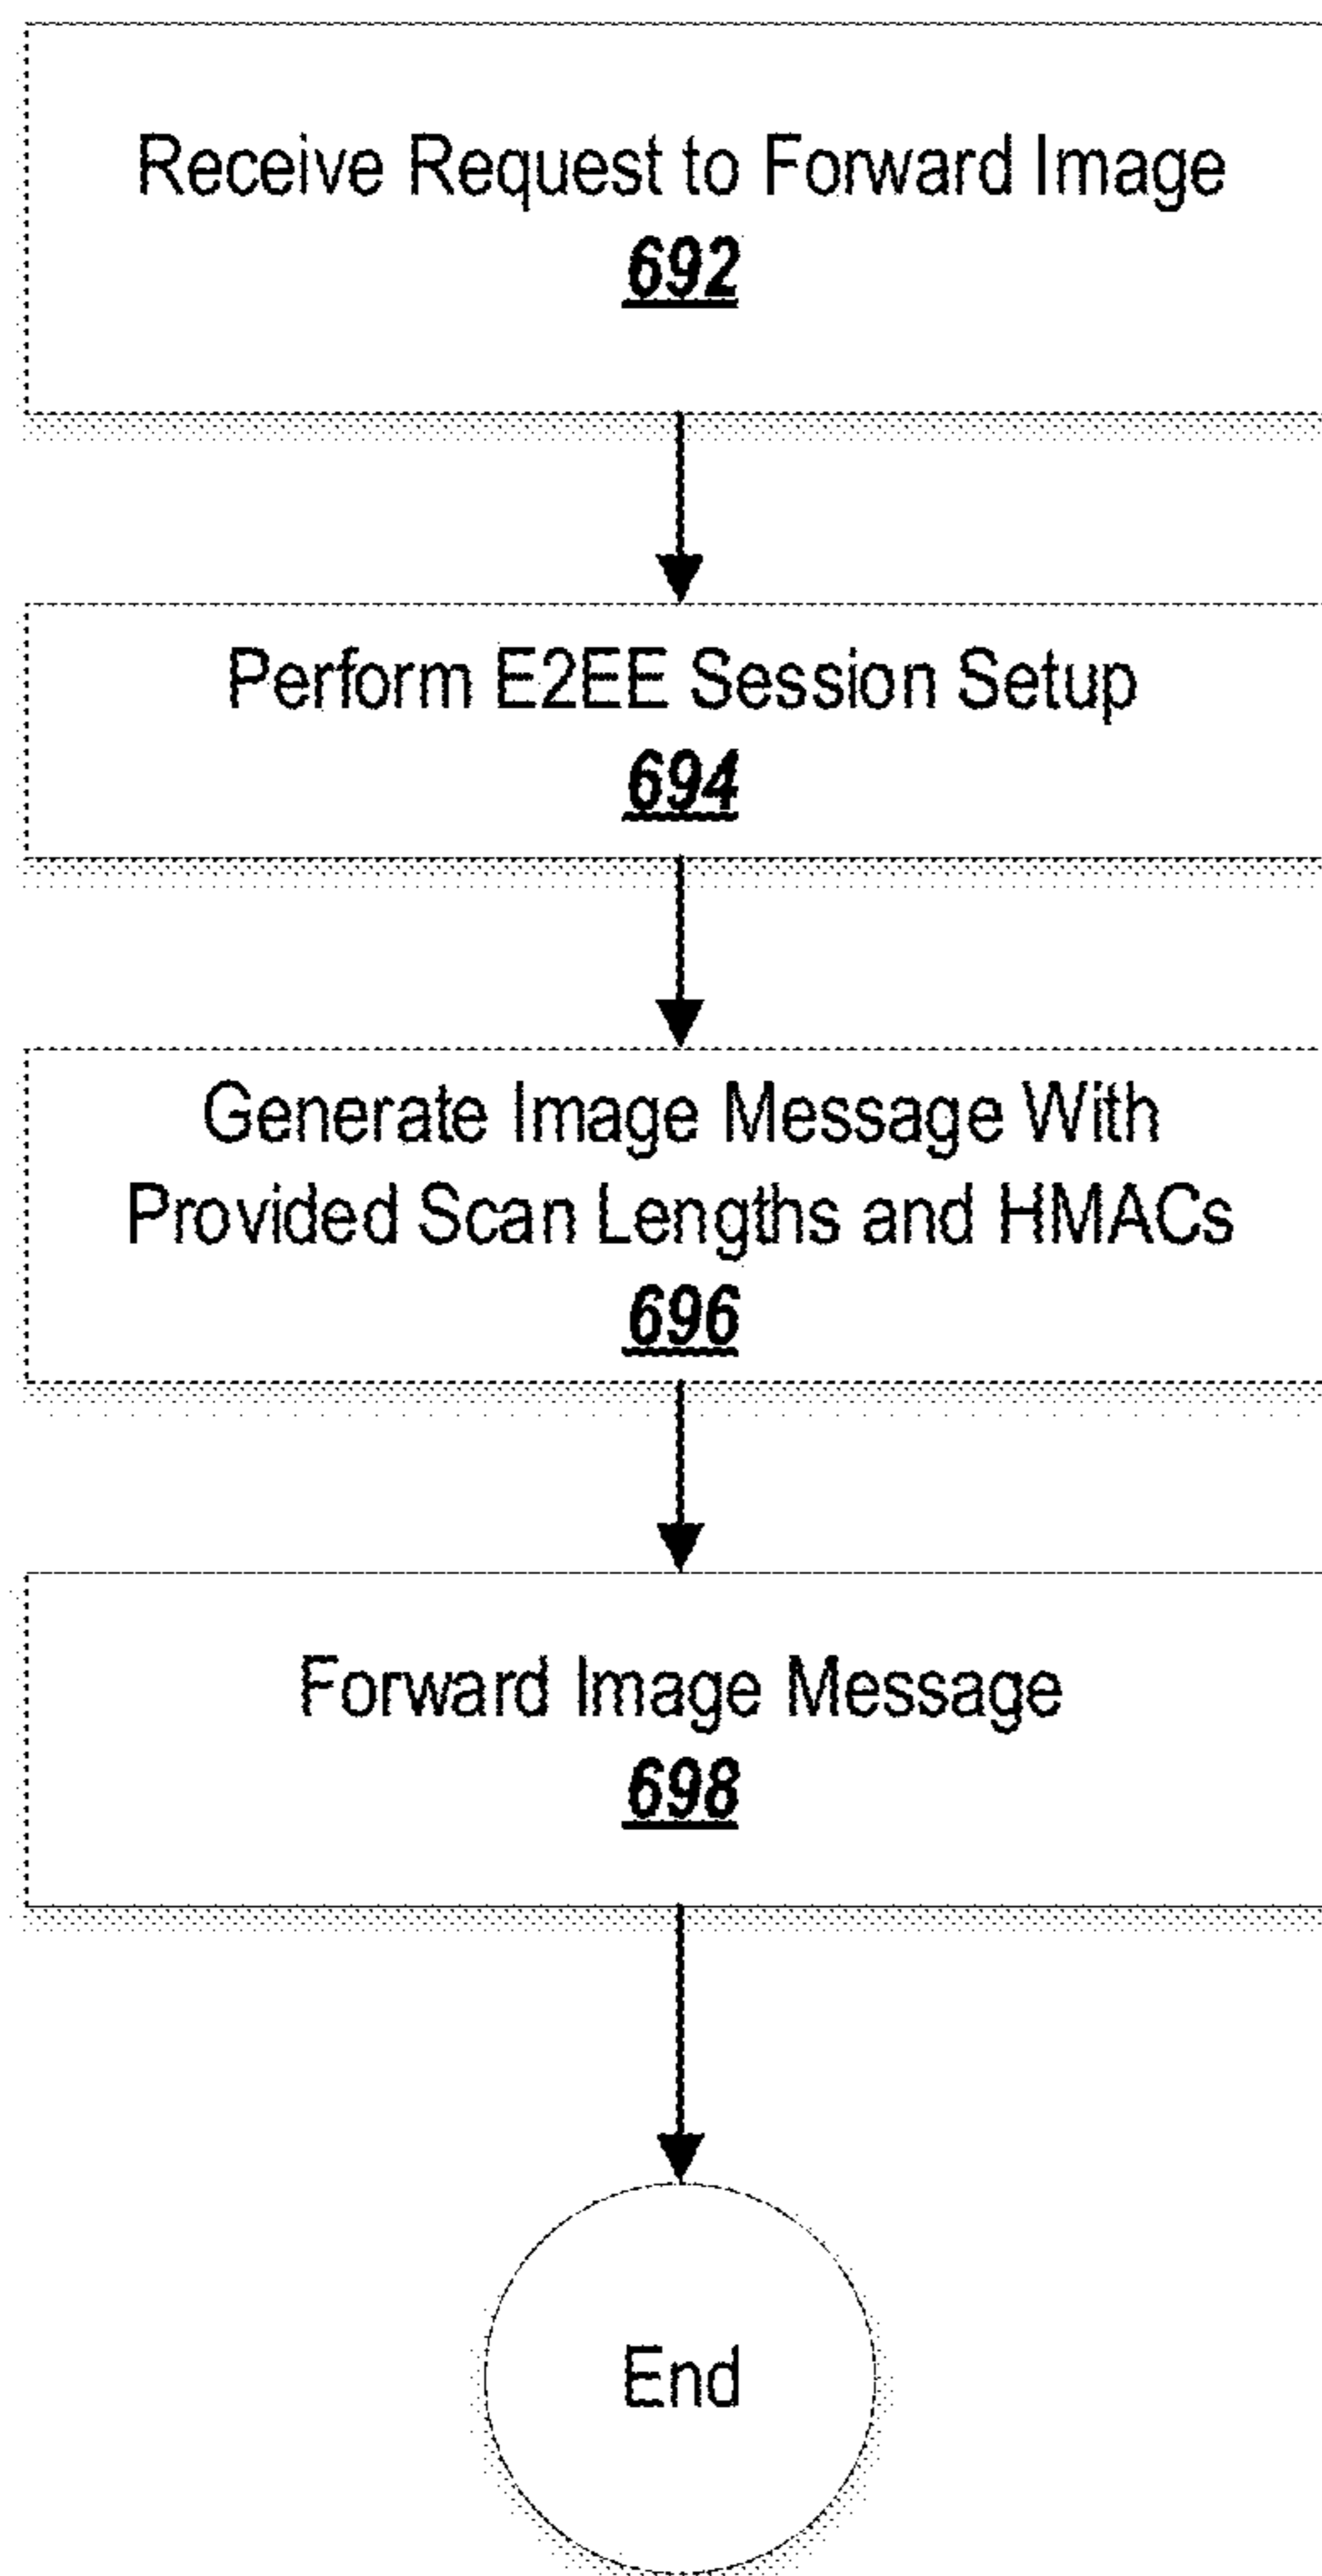 Receive Request to Forward Image
692
Perform E2EE Session Setup
694
Generate Image Message With
Provided Scan Lengths and HMACs
696
Forward Image Message
698
End